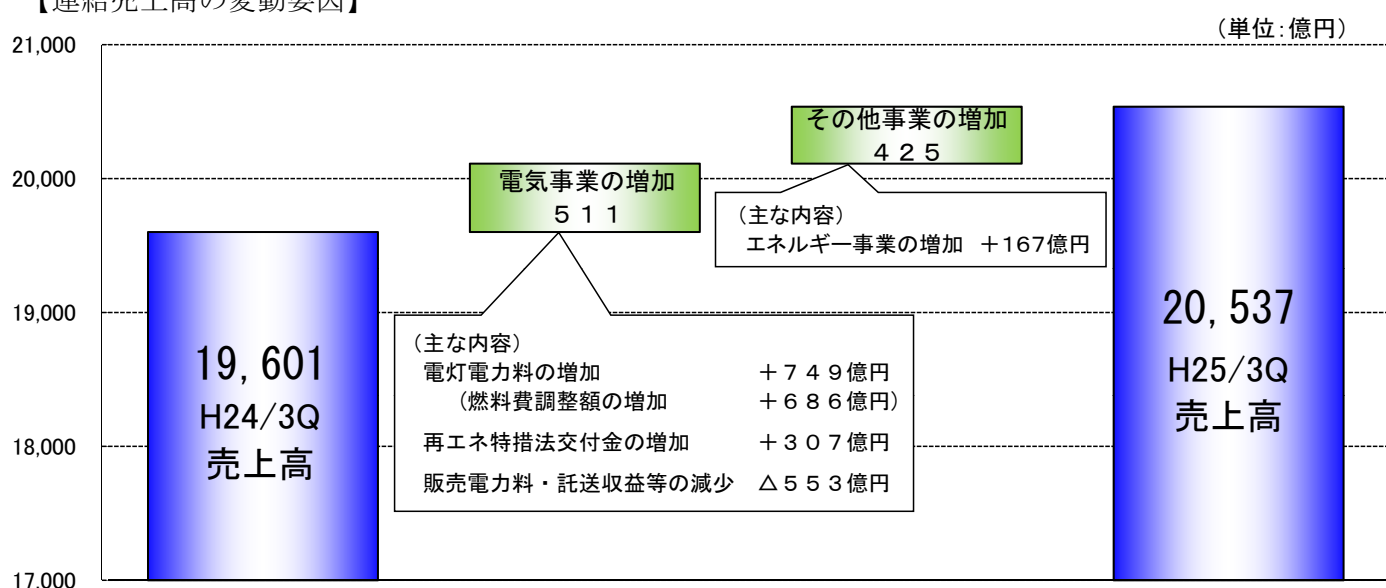 【連結売上高の変動要因】
(単位:億円)
21,000
20,000
19,000
18,000
17,000
19,601
H24/3Q
売上高
電気事業の増加
511
(主な内容)
電灯電力料の増加 +749億円
(燃料費調整額の増加 +686億円)
再エネ特措法交付金の増加 +307億円
販売電力料・託送収益等の減少 △553億円
その他事業の増加
425
(主な内容)
エネルギー事業の増加 +167億円
20,537
H25/3Q
売上高